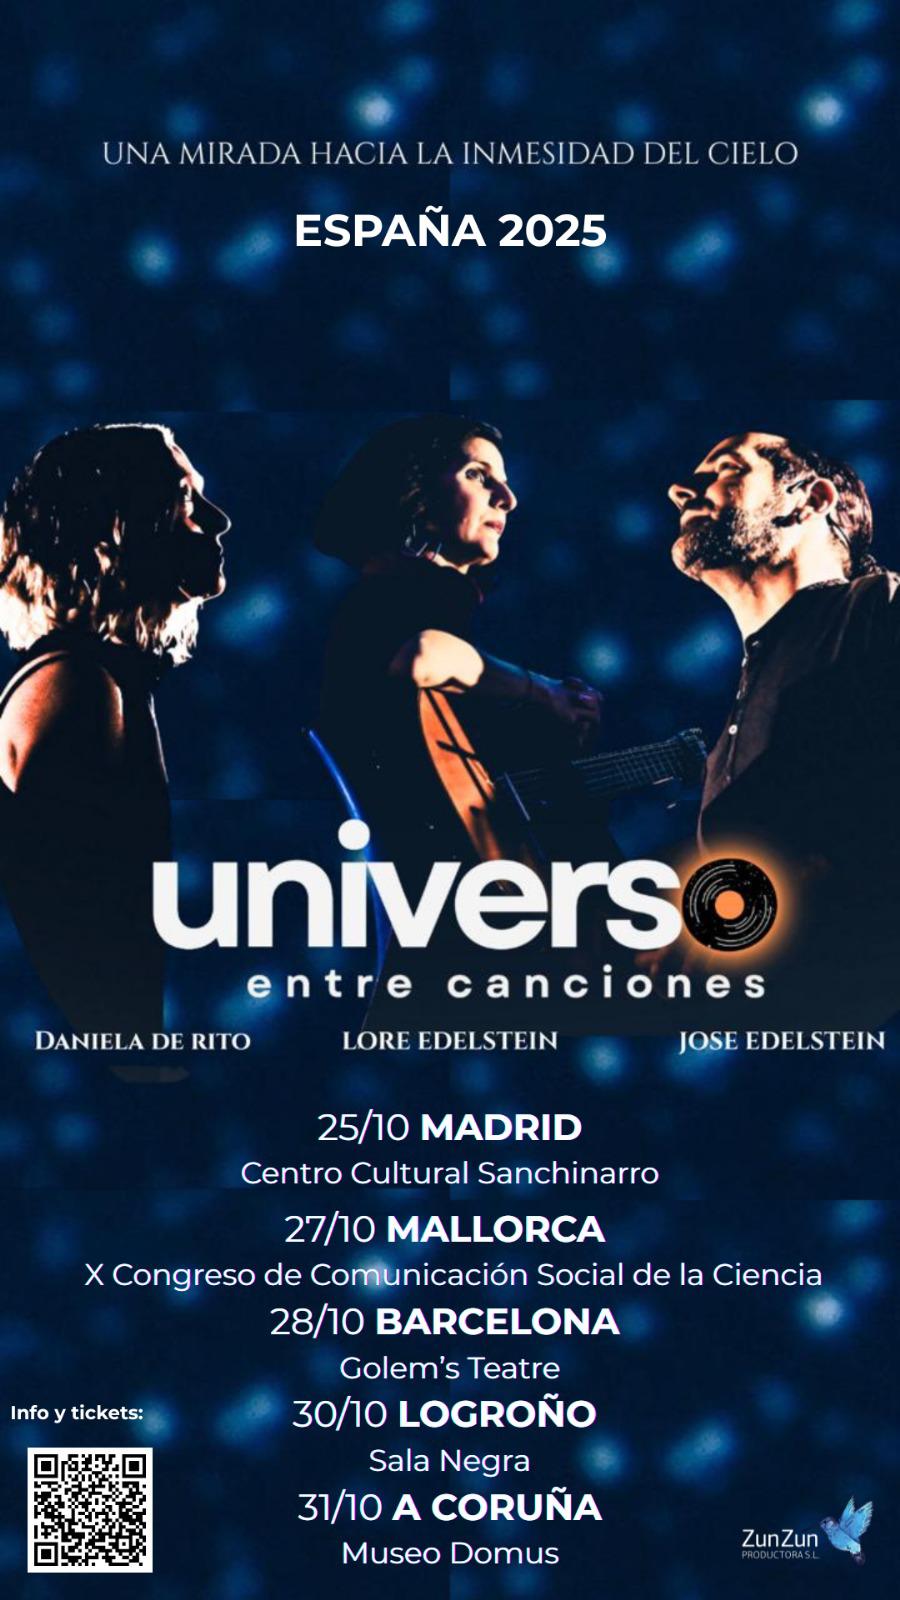 UNA MIRADA HACIA LA INMESIDAD DEL CIELO
ESPAÑA 2025
universo
entre canciones
DANIELA DE RITO
LORE EDELSTEIN
JOSE EDELSTEIN
25/10 MADRID
Centro Cultural Sanchinarro
27/10 MALLORCA
X Congreso de Comunicación Social de la Ciencia
28/10 BARCELONA
Golem's Teatre
30/10 LOGROÑO
Sala Negra
31/10 A CORUÑA
Museo Domus
Info y tickets:
ZunZun
PRODUCTORA S.L.